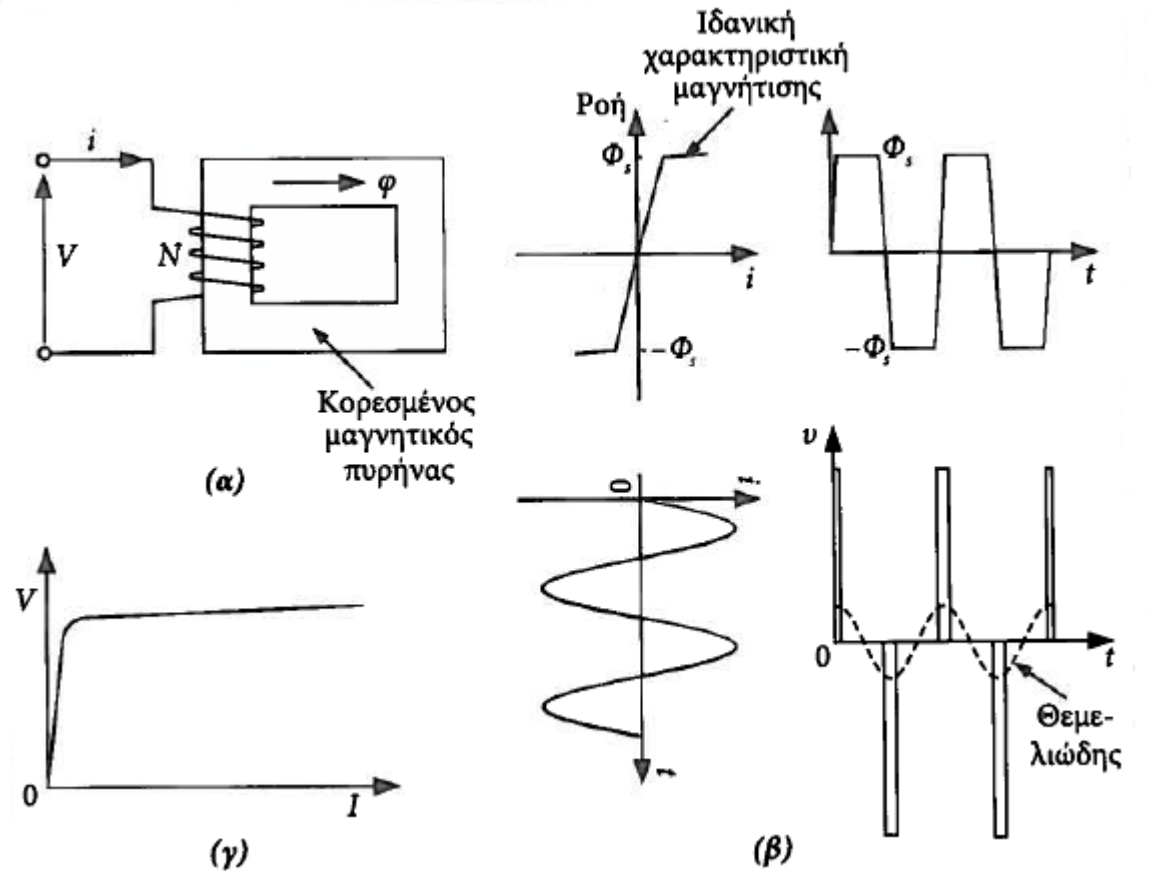 i
φ
V
N
Κορεσμένος
μαγνητικός
πυρήνας
(α)
Ιδανική
χαρακτηριστική
μαγνήτισης
Ροή
Φs
i
-Φs
Φs
t
-Φs
0
i
t
υ
0
t
Θεμε-
λιώδης
(β)
V
0
I
(γ)